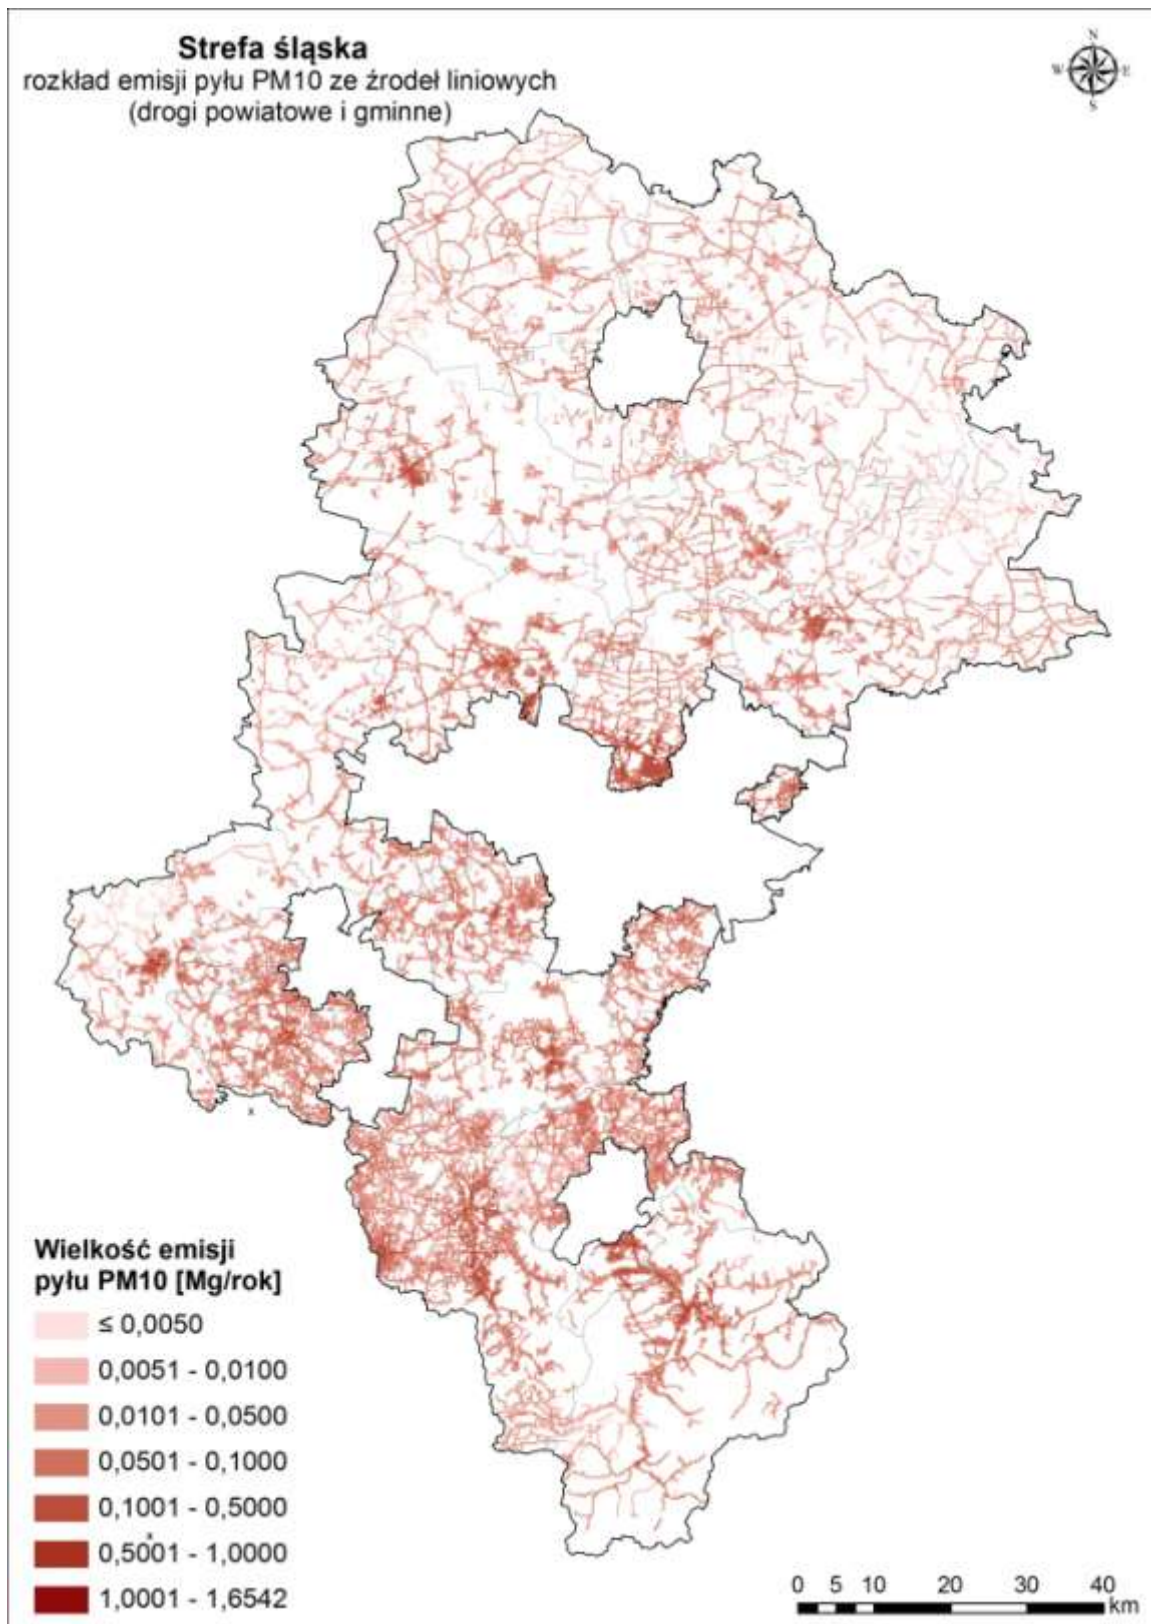 Strefa śląska
rozkład emisji pyłu PM10 ze źrodeł liniowych
(drogi powiatowe i gminne)
N
W E
S
x
Wielkość emisji
pyłu PM10 [Mg/rok]
≤ 0,0050
0,0051 - 0,0100
0,0101 - 0,0500
0,0501 - 0,1000
0,1001 - 0,5000
x
0,5001 - 1,0000
1,0001 - 1,6542
0 5 10 20 30 40
km